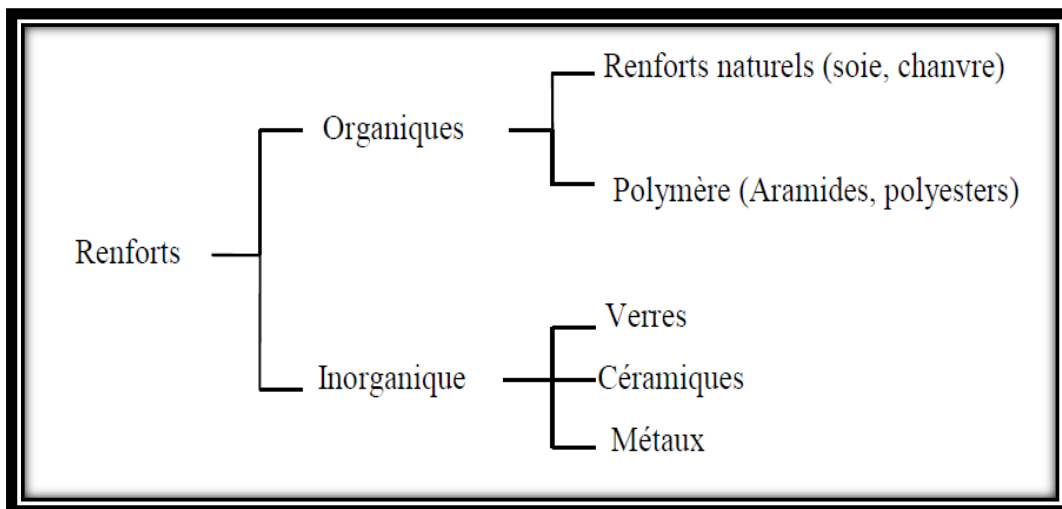 Renforts naturels (soie, chanvre)
Organiques
Polymère (Aramides, polyesters)
Renforts
Verres
Inorganique
Céramiques
Métaux